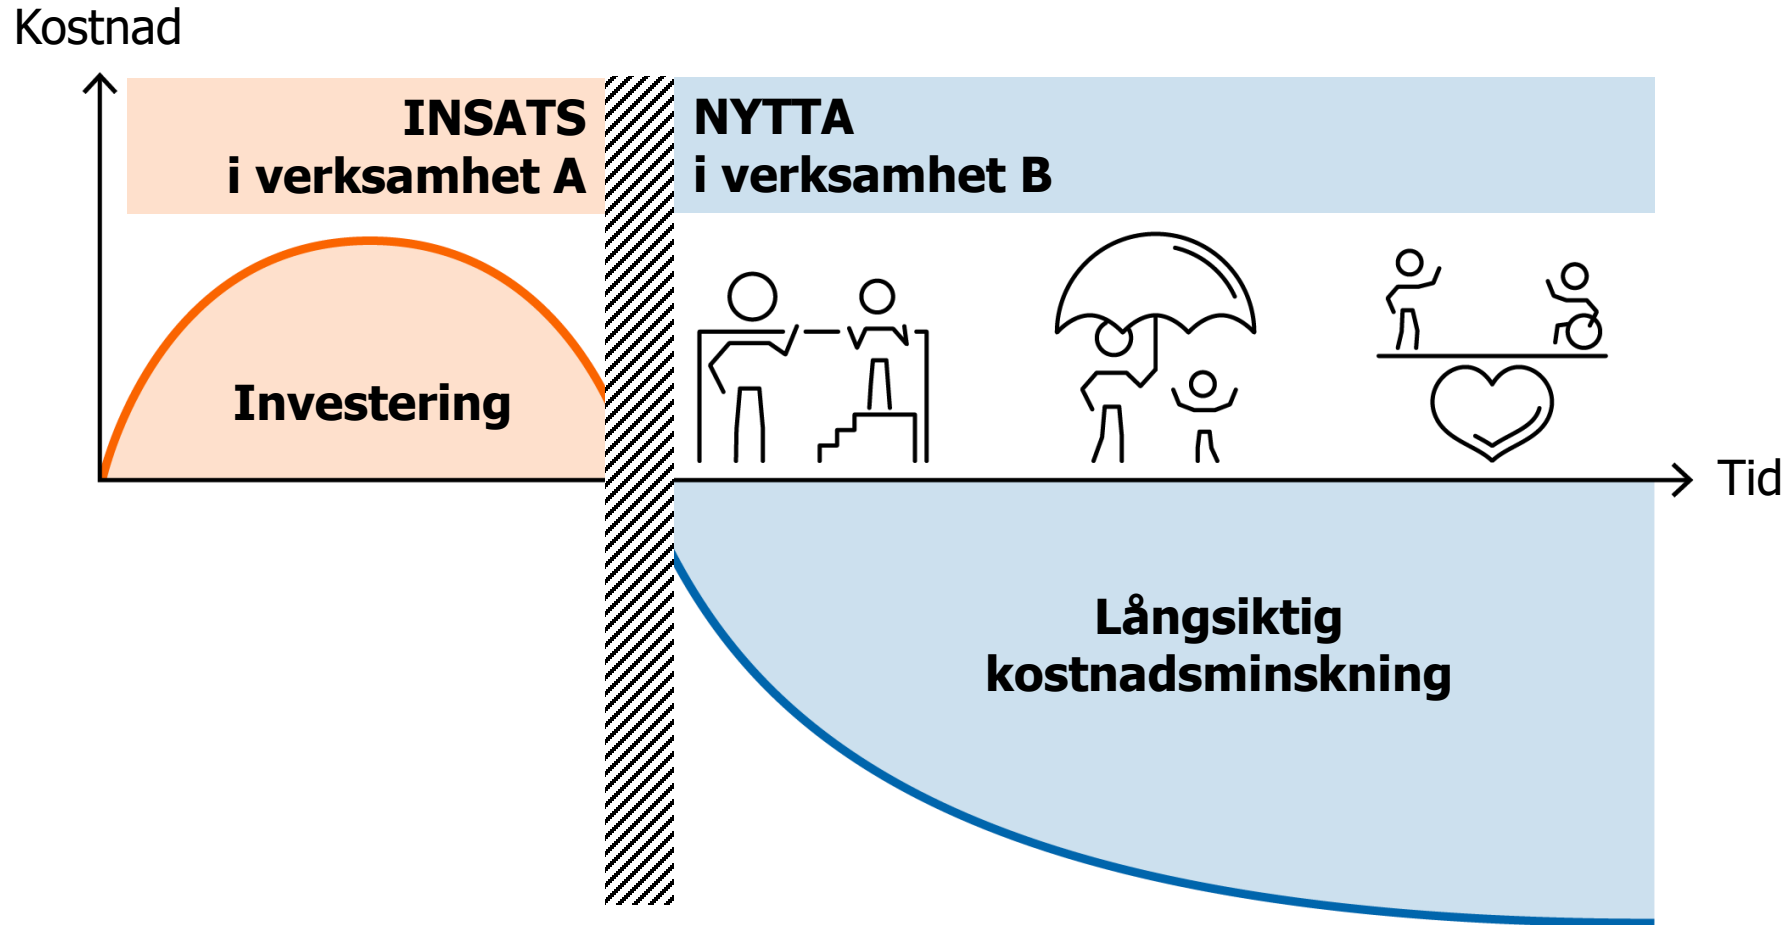 Kostnad
INSATS
i verksamhet A
NYTTA
i verksamhet B
Investering
Tid
Långsiktig
kostnadsminskning